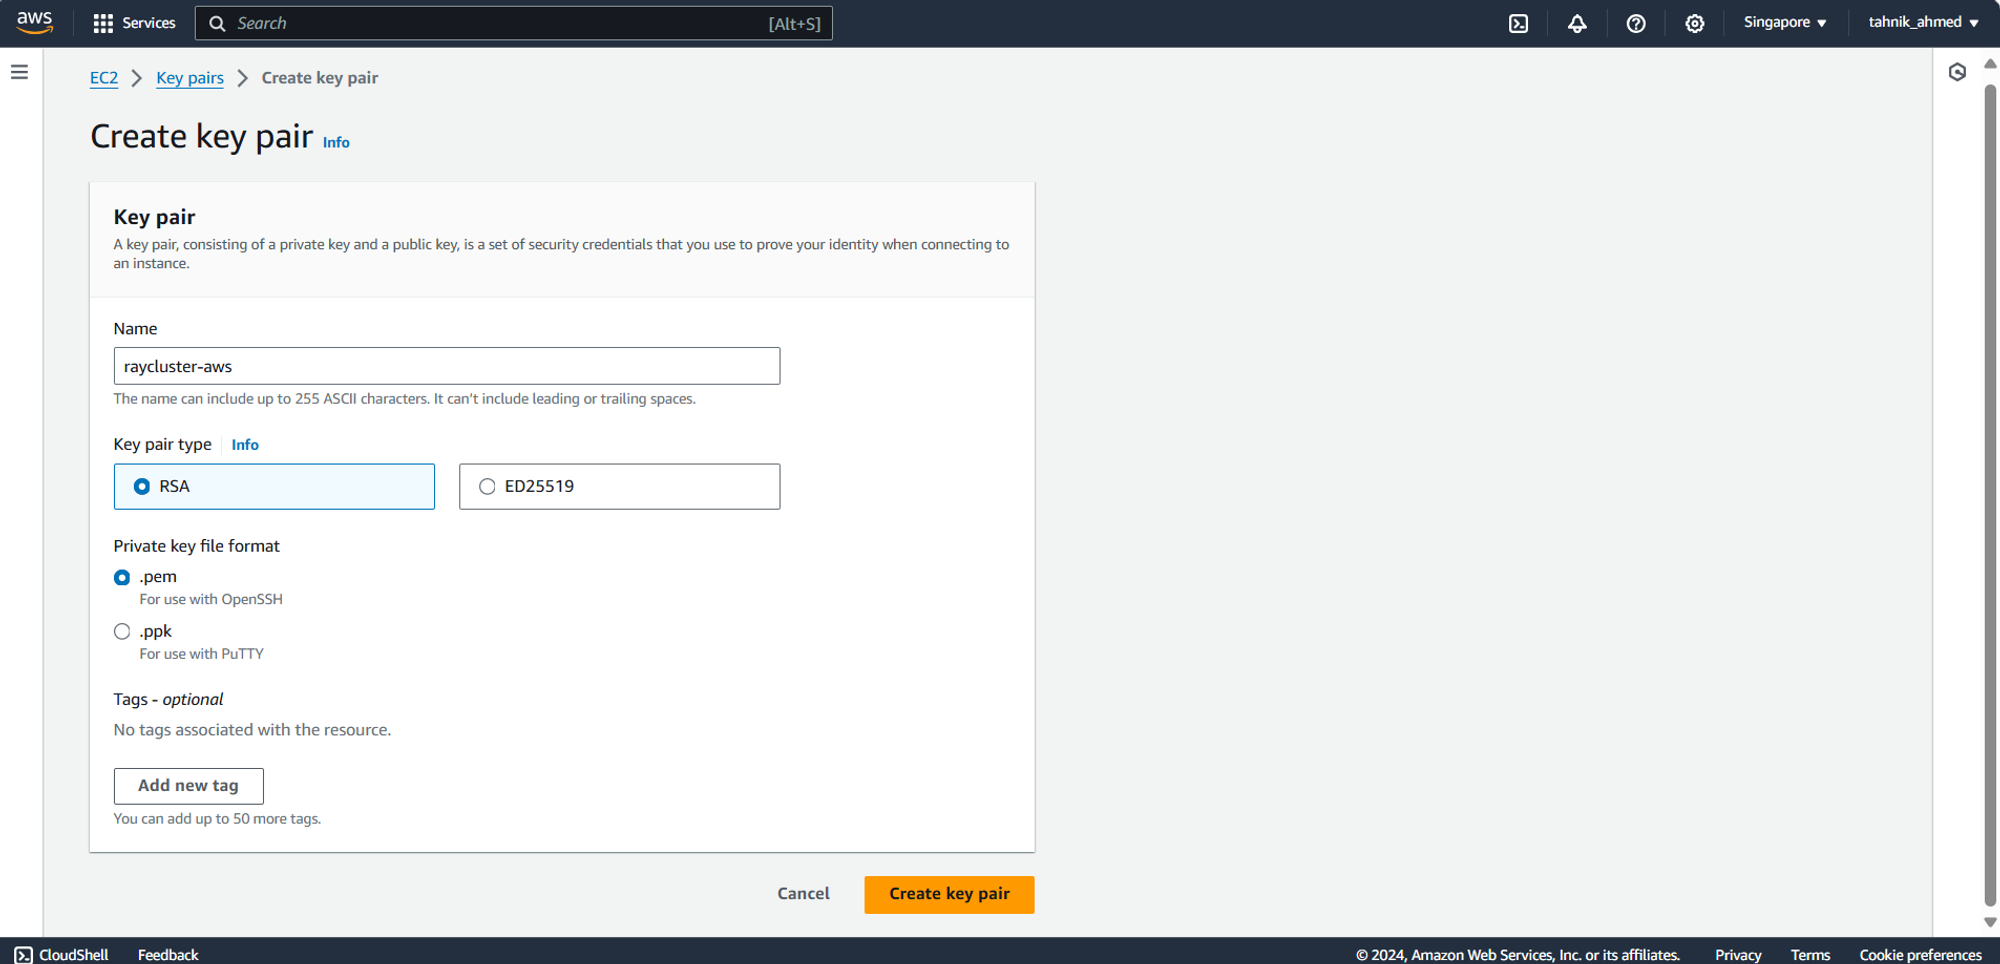 aws
Services
Search
[Alt+S]
Singapore
tahnik_ahmed
EC2
Key pairs
Create key pair
Create key pair
Info
Key pair
A key pair, consisting of a private key and a public key, is a set of security credentials that you use to prove your identity when connecting to
an instance.
Name
raycluster-aws
The name can include up to 255 ASCII characters. It can't include leading or trailing spaces.
Key pair type
Info
RSA
ED25519
Private key file format
.pem
For use with OpenSSH
.ppk
For use with PuTTY
Tags - optional
No tags associated with the resource.
Add new tag
You can add up to 50 more tags.
Cancel
Create key pair
CloudShell
Feedback
© 2024, Amazon Web Services, Inc. or its affiliates.
Privacy
Terms
Cookie preferences